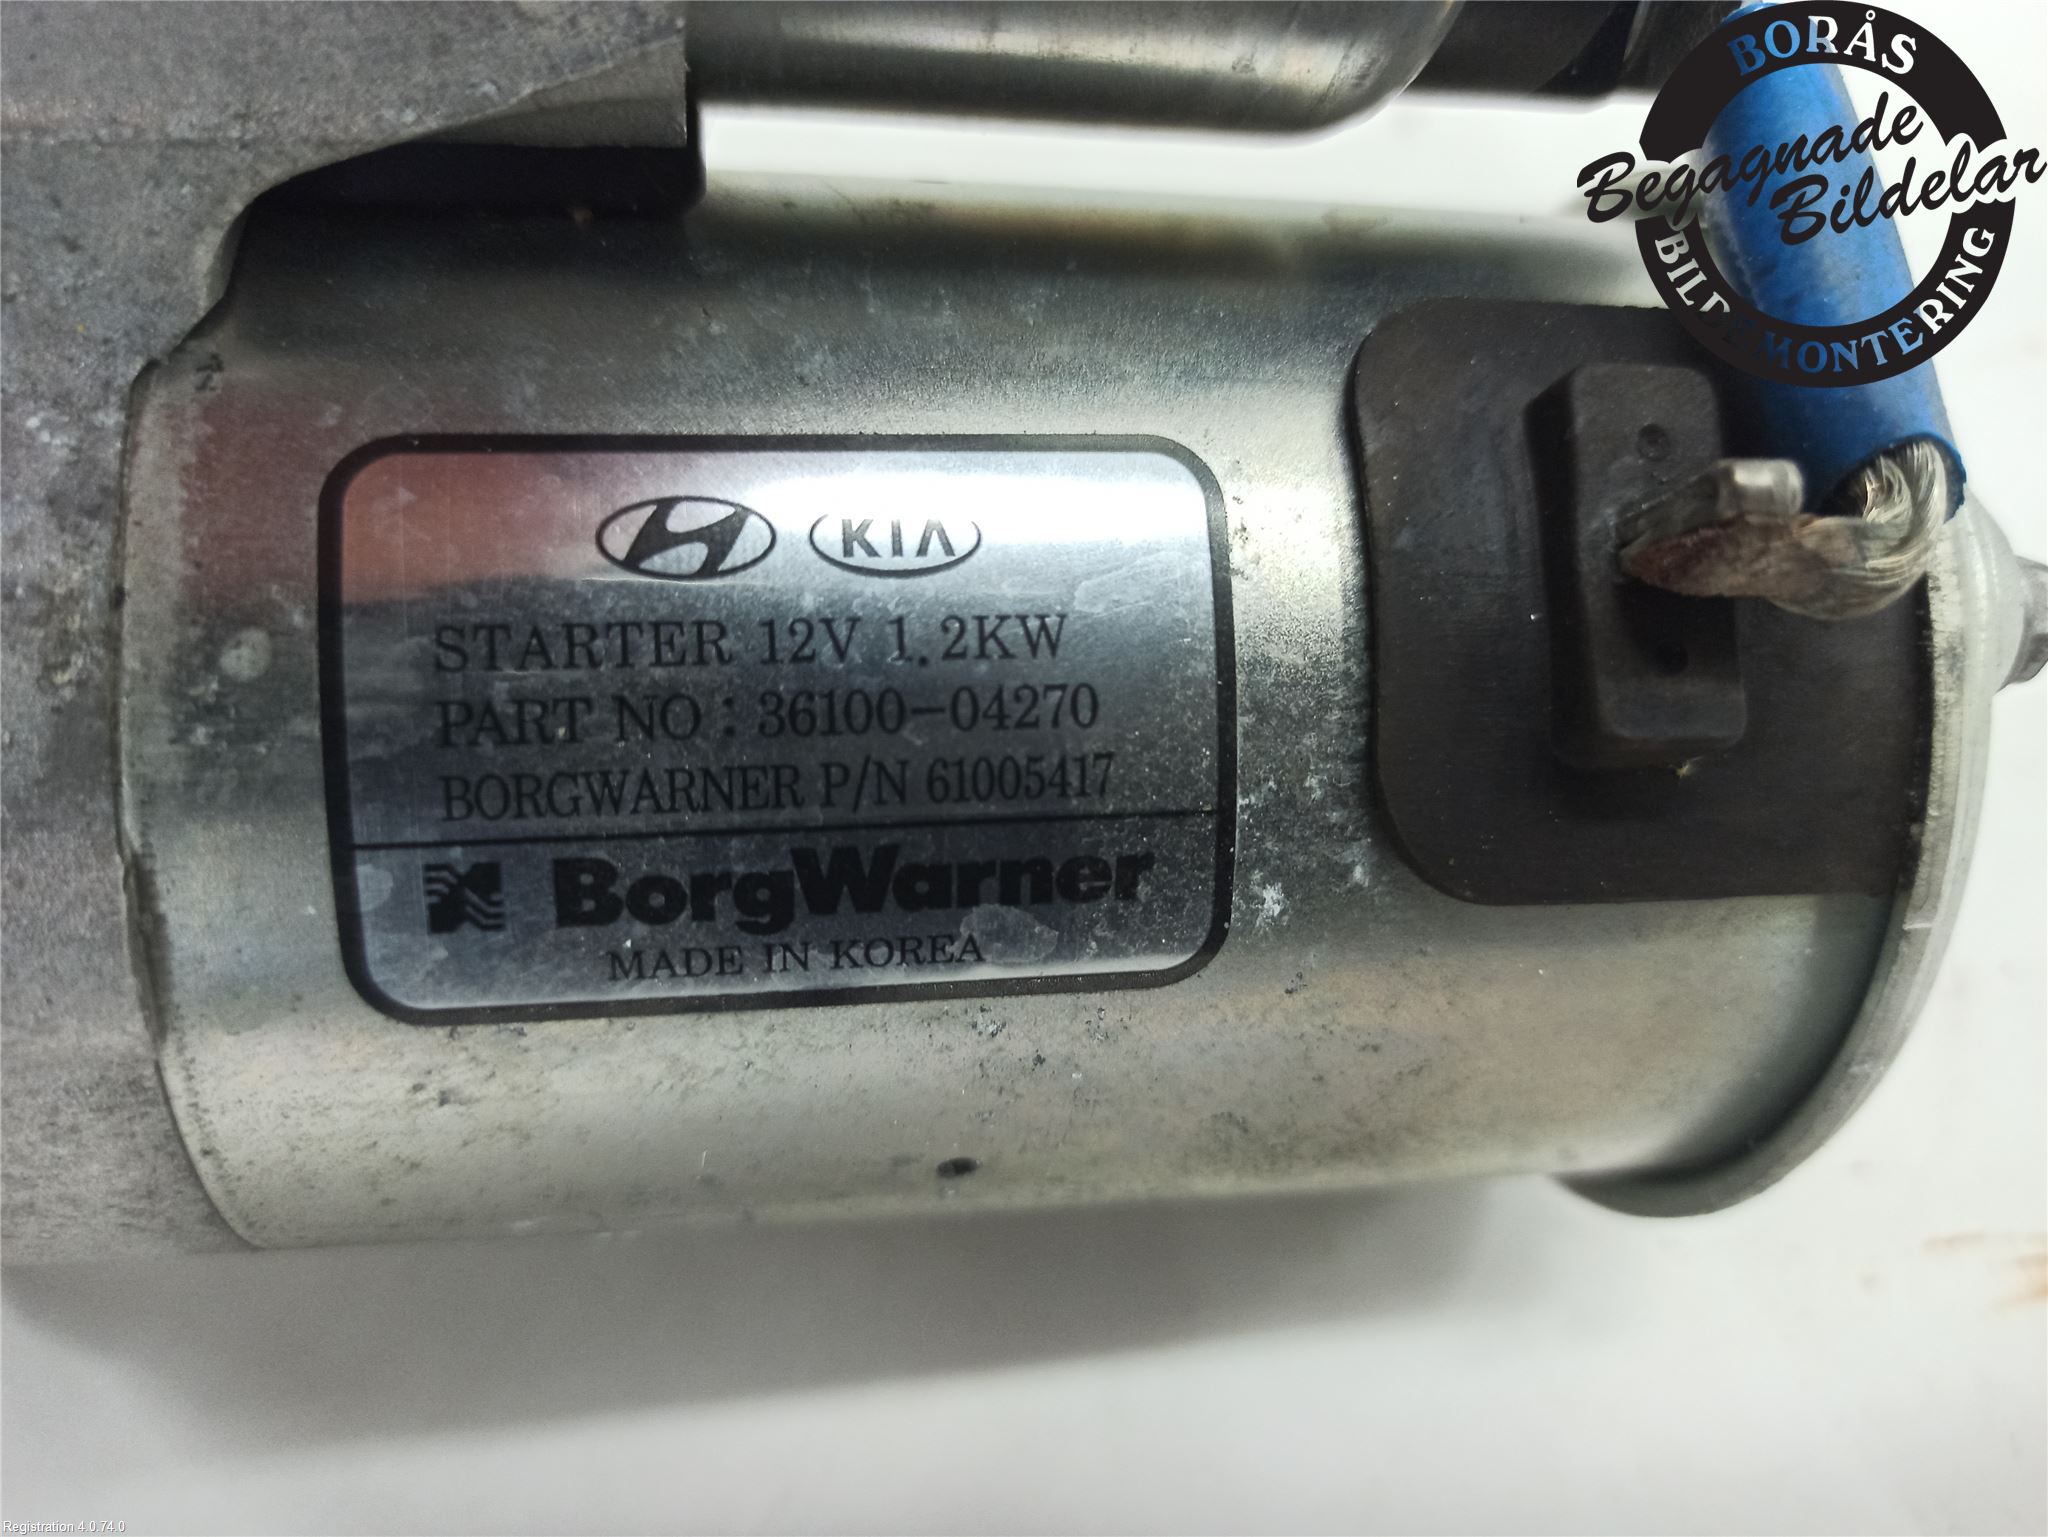 BORÅS
Begagnade
Bildelar
BILDEMONTERING
KIA
STARTER 12V 1.2KW
PART NO : 36100-04270
BORGWARNER P/N 61005417
BorgWarner
MADE IN KOREA
Registration 4.0.74.0